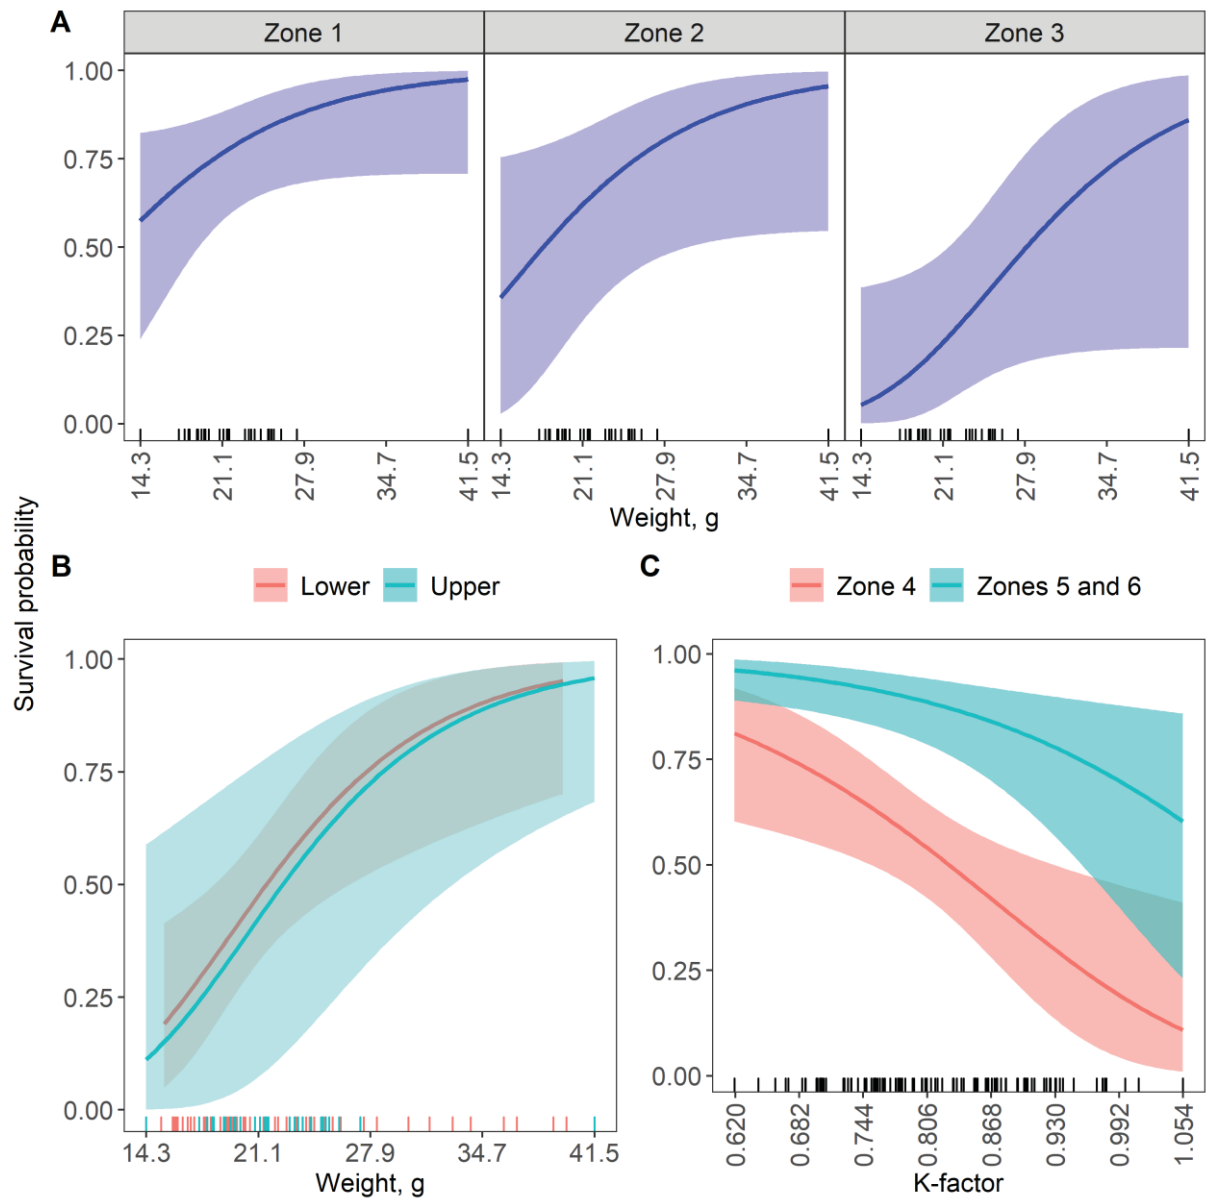 A
Zone 1 Zone 2 Zone 3
1.00
0.75
0.50
0.25
0.00
14.3 21.1 27.9 34.7 41.5 14.3 21.1 27.9 34.7 41.5 14.3 21.1 27.9 34.7 41.5
Weight, g
Survival probability
B
Lower Upper
1.00
0.75
0.50
0.25
0.00
14.3 21.1 27.9 34.7 41.5
Weight, g
C
Zone 4 Zones 5 and 6
1.00
0.75
0.50
0.25
0.00
0.620 0.682 0.744 0.806 0.868 0.930 0.992 1.054
K-factor